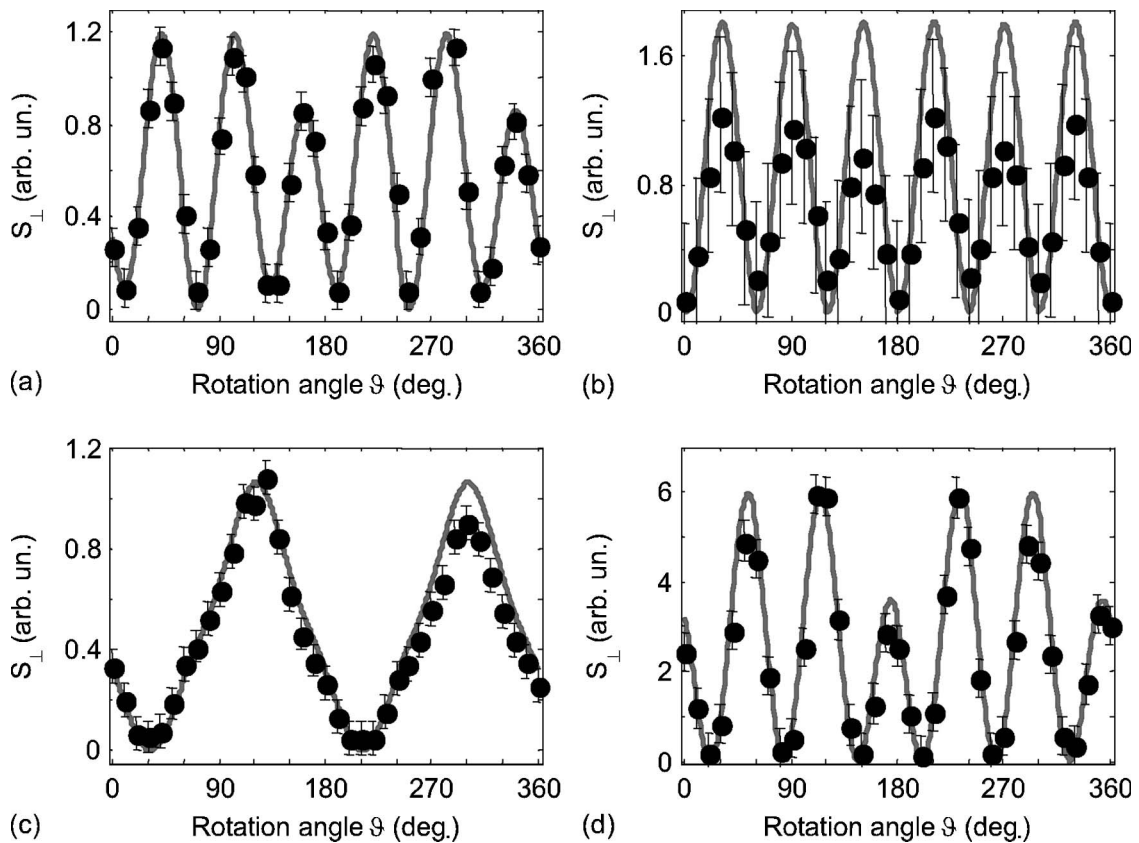 1.2
0.8
0.4
0
S⊥ (arb. un.)
0 90 180 270 360
Rotation angle ϑ (deg.)
(a)
1.6
0.8
0
S⊥ (arb. un.)
0 90 180 270 360
Rotation angle ϑ (deg.)
(b)
1.2
0.8
0.4
0
S⊥ (arb. un.)
0 90 180 270 360
Rotation angle ϑ (deg.)
(c)
6
4
2
0
S⊥ (arb. un.)
0 90 180 270 360
Rotation angle ϑ (deg.)
(d)